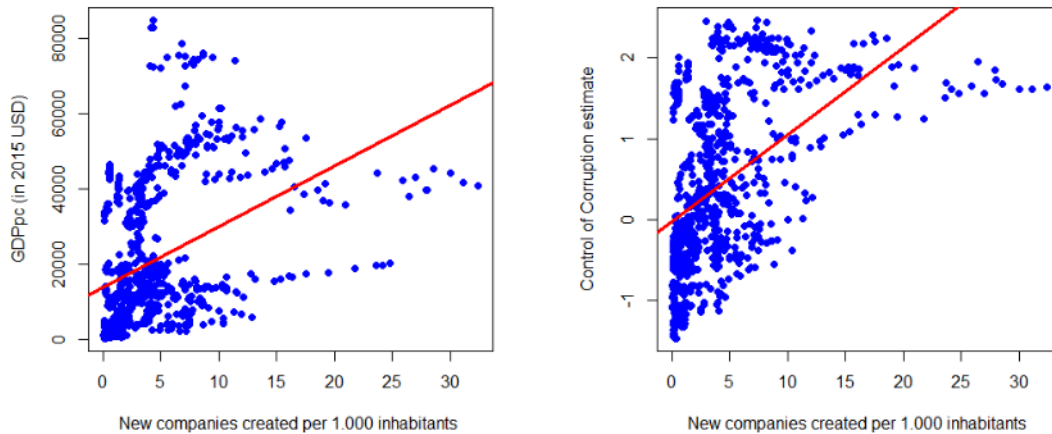 GDPpc (in 2015 USD)
80000
60000
40000
20000
0
0 5 10 15 20 25 30
New companies created per 1.000 inhabitants
Control of Corruption estimate
2
1
0
-1
0 5 10 15 20 25 30
New companies created per 1.000 inhabitants